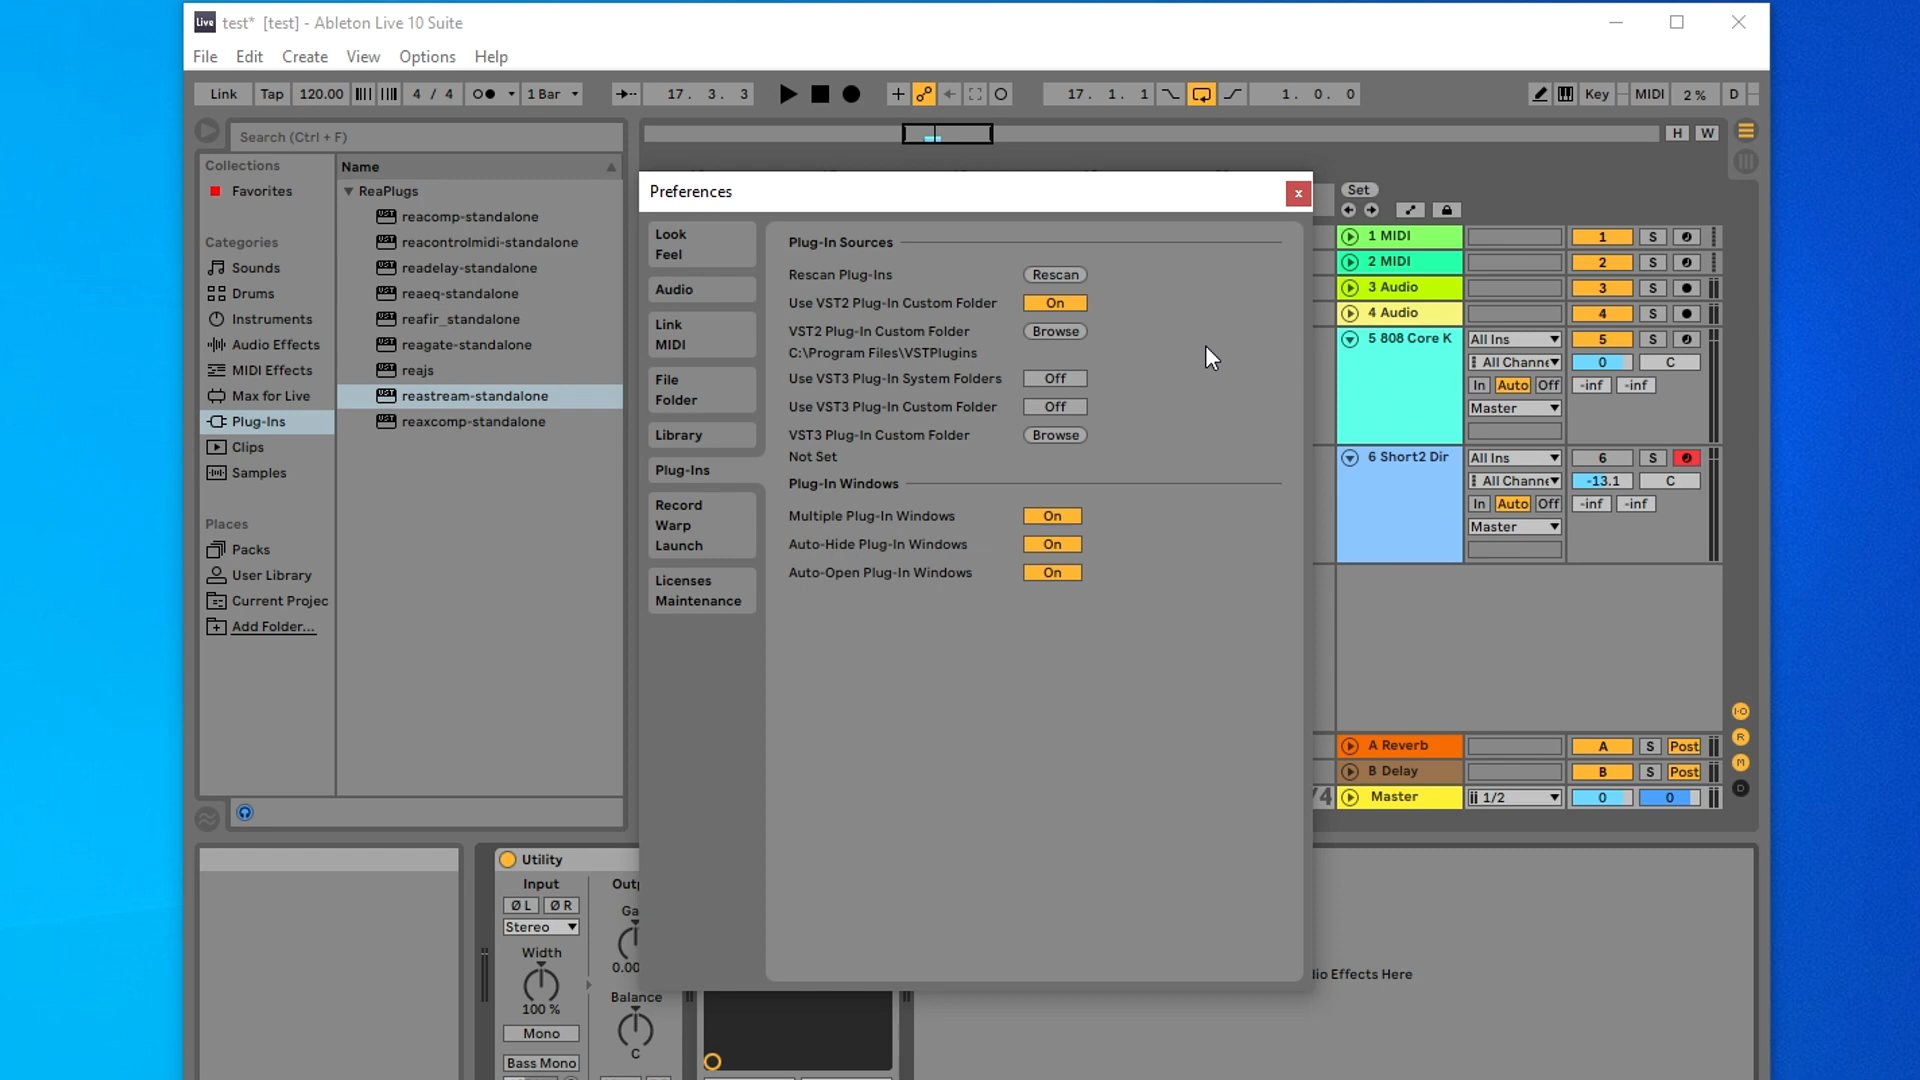 test* [test] - Ableton Live 10 Suite
File Edit Create View Options Help
Link Tap 120.00 4 / 4 1 Bar 17. 3. 3 17. 1. 1 1. 0. 0 Key MIDI 2 % D
Search (Ctrl + F)
H W
Collections
Favorites
Categories
Sounds
Drums
Instruments
Audio Effects
MIDI Effects
Max for Live
Plug-Ins
Clips
Samples
Places
Packs
User Library
Current Projec
Add Folder...
Name
ReaPlugs
reacomp-standalone
reacontrolmidi-standalone
readelay-standalone
reaeq-standalone
reafir_standalone
reagate-standalone
reajs
reastream-standalone
reaxcomp-standalone
Preferences
x
Look
Feel
Audio
Link
MIDI
File
Folder
Library
Plug-Ins
Record
Warp
Launch
Licenses
Maintenance
Plug-In Sources
Rescan Plug-Ins Rescan
Use VST2 Plug-In Custom Folder On
VST2 Plug-In Custom Folder Browse
C:\Program Files\VSTPlugins
Use VST3 Plug-In System Folders Off
Use VST3 Plug-In Custom Folder Off
VST3 Plug-In Custom Folder Browse
Not Set
Plug-In Windows
Multiple Plug-In Windows On
Auto-Hide Plug-In Windows On
Auto-Open Plug-In Windows On
Set
1 MIDI 1 S
2 MIDI 2 S
3 Audio 3 S
4 Audio 4 S
5 808 Core K All Ins 5 S
All Channe 0 C
In Auto Off -inf -inf
Master
6 Short2 Dir All Ins 6 S
All Channe -13.1 C
In Auto Off -inf -inf
Master
I·O
R
M
D
A Reverb A S Post
B Delay B S Post
/4 Master 1/2 0 0
Utility
Input Outp
Ø L Ø R
Stereo
Ga
Width
0.00
100 %
Balance
Mono
C
Bass Mono
io Effects Here